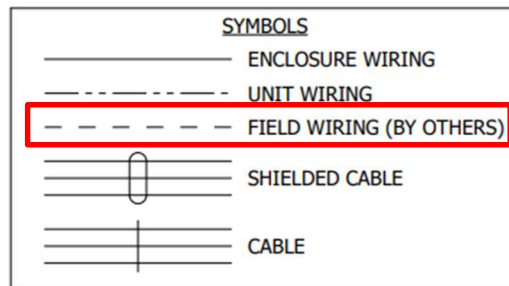 SYMBOLS
ENCLOSURE WIRING
UNIT WIRING
FIELD WIRING (BY OTHERS)
SHIELDED CABLE
CABLE